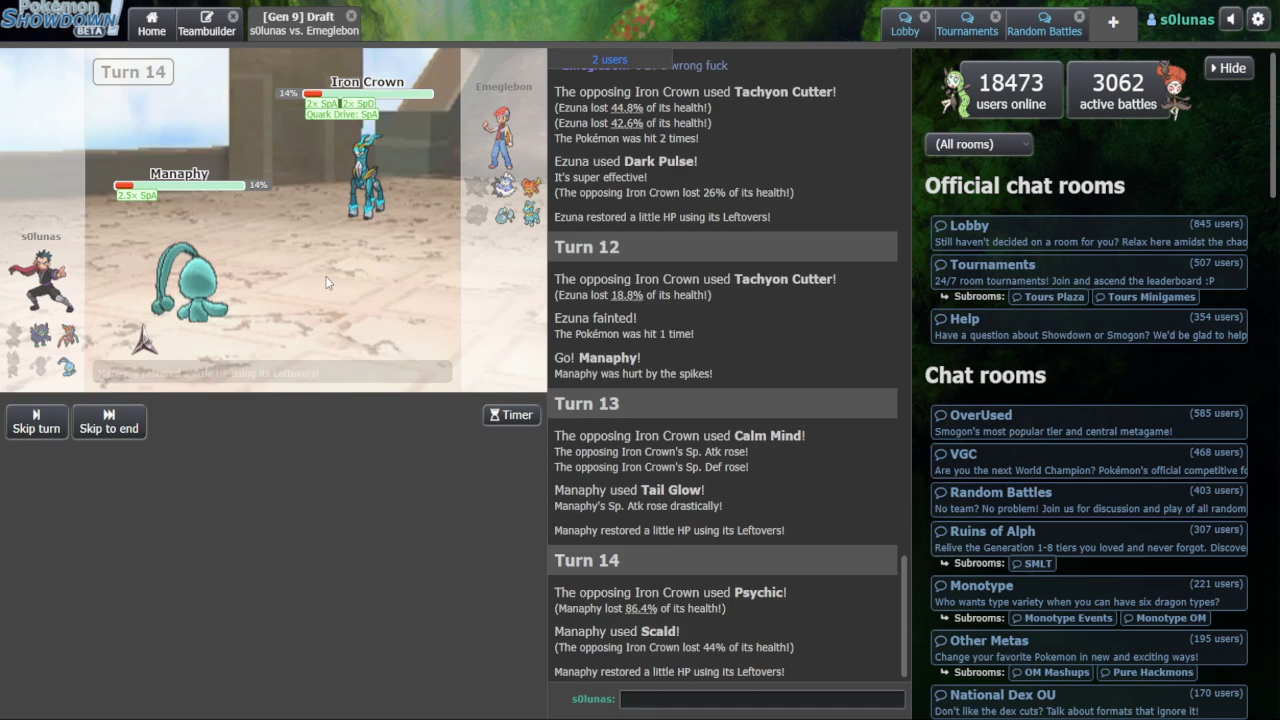 Pokémon
Showdown
BETA
Home
Teambuilder
[Gen 9] Draft
s0lunas vs. Emeglebon
Lobby
Tournaments
Random Battles
s0lunas
Turn 14
Iron Crown
14%
2× SpA 2× SpD
Quark Drive: SpA
Emeglebon
Manaphy
14%
2.5× SpA
s0lunas
Manaphy restored a little HP using its Leftovers!
Skip turn
Skip to end
Timer
2 users
wrong fuck
The opposing Iron Crown used Tachyon Cutter!
(Ezuna lost 44.8% of its health!)
(Ezuna lost 42.6% of its health!)
The Pokémon was hit 2 times!
Ezuna used Dark Pulse!
It's super effective!
(The opposing Iron Crown lost 26% of its health!)
Ezuna restored a little HP using its Leftovers!
Turn 12
The opposing Iron Crown used Tachyon Cutter!
(Ezuna lost 18.8% of its health!)
Ezuna fainted!
The Pokémon was hit 1 time!
Go! Manaphy!
Manaphy was hurt by the spikes!
Turn 13
The opposing Iron Crown used Calm Mind!
The opposing Iron Crown's Sp. Atk rose!
The opposing Iron Crown's Sp. Def rose!
Manaphy used Tail Glow!
Manaphy's Sp. Atk rose drastically!
Manaphy restored a little HP using its Leftovers!
Turn 14
The opposing Iron Crown used Psychic!
(Manaphy lost 86.4% of its health!)
Manaphy used Scald!
(The opposing Iron Crown lost 44% of its health!)
Manaphy restored a little HP using its Leftovers!
s0lunas:
18473
users online
3062
active battles
Hide
(All rooms)
Official chat rooms
Lobby (845 users)
Still haven't decided on a room for you? Relax here amidst the chao
Tournaments (507 users)
24/7 room tournaments! Join and ascend the leaderboard :P
Subrooms: Tours Plaza Tours Minigames
Help (354 users)
Have a question about Showdown or Smogon? We'd be glad to help
Chat rooms
OverUsed (585 users)
Smogon's most popular tier and central metagame!
VGC (468 users)
Are you the next World Champion? Pokémon's official competitive fo
Random Battles (403 users)
No team? No problem! Join us for discussion and play of all random
Ruins of Alph (307 users)
Relive the Generation 1-8 tiers you loved and never forgot. Discove
Subrooms: SMLT
Monotype (221 users)
Who wants type variety when you can have six dragon types?
Subrooms: Monotype Events Monotype OM
Other Metas (195 users)
Change your favorite Pokemon in new and exciting ways!
Subrooms: OM Mashups Pure Hackmons
National Dex OU (170 users)
Don't like the dex cuts? Talk about formats that ignore it!